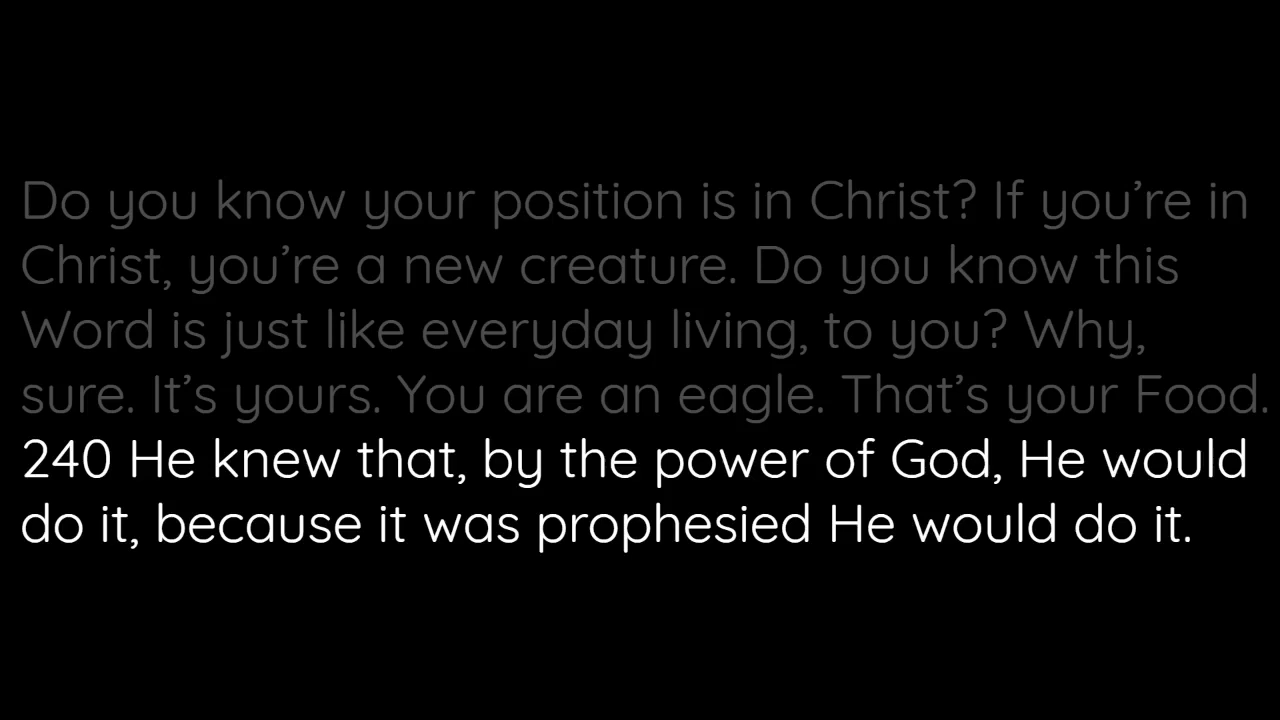 Do you know your position is in Christ? If you’re in
Christ, you’re a new creature. Do you know this
Word is just like everyday living, to you? Why,
sure. It’s yours. You are an eagle. That’s your Food.
240 He knew that, by the power of God, He would
do it, because it was prophesied He would do it.